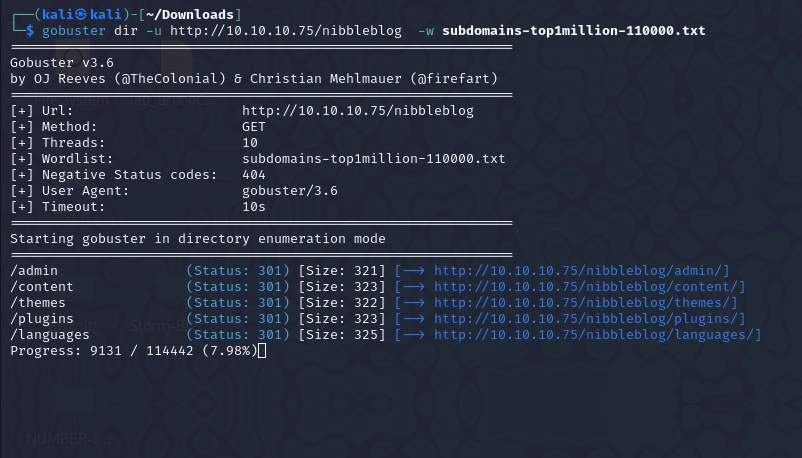 ┌──(kali㉿kali)-[~/Downloads]
└─$ gobuster dir -u http://10.10.10.75/nibbleblog  -w subdomains-top1million-110000.txt
===============================================================
Gobuster v3.6
by OJ Reeves (@TheColonial) & Christian Mehlmauer (@firefart)
===============================================================
[+] Url:                     http://10.10.10.75/nibbleblog
[+] Method:                  GET
[+] Threads:                 10
[+] Wordlist:                subdomains-top1million-110000.txt
[+] Negative Status codes:   404
[+] User Agent:              gobuster/3.6
[+] Timeout:                 10s
===============================================================
Starting gobuster in directory enumeration mode
===============================================================
/admin                (Status: 301) [Size: 321] [--> http://10.10.10.75/nibbleblog/admin/]
/content              (Status: 301) [Size: 323] [--> http://10.10.10.75/nibbleblog/content/]
/themes               (Status: 301) [Size: 322] [--> http://10.10.10.75/nibbleblog/themes/]
/plugins              (Status: 301) [Size: 323] [--> http://10.10.10.75/nibbleblog/plugins/]
/languages            (Status: 301) [Size: 325] [--> http://10.10.10.75/nibbleblog/languages/]
Progress: 9131 / 114442 (7.98%)
NUMBER-I...